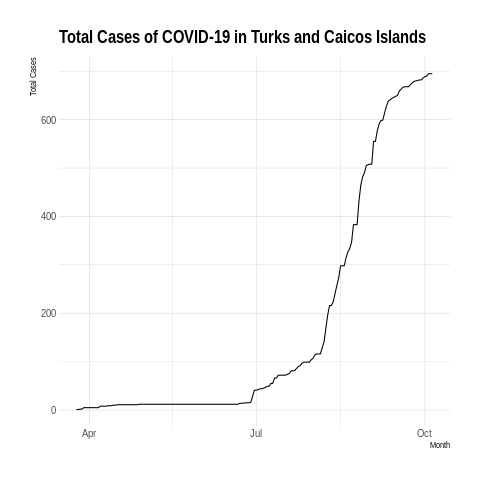 Total Cases of COVID-19 in Turks and Caicos Islands
Total Cases
600
400
200
0
Apr Jul Oct
Month